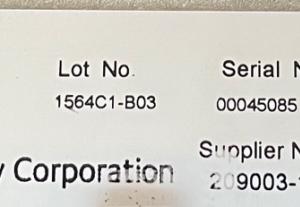 Lot No. Serial N
1564C1-B03 00045085
Supplier N
y Corporation 209003-